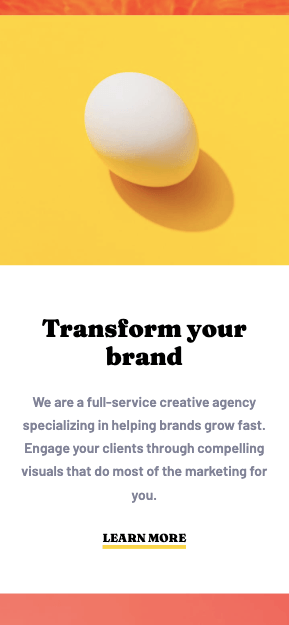 Transform your
brand
We are a full-service creative agency
specializing in helping brands grow fast.
Engage your clients through compelling
visuals that do most of the marketing for
you.
LEARN MORE